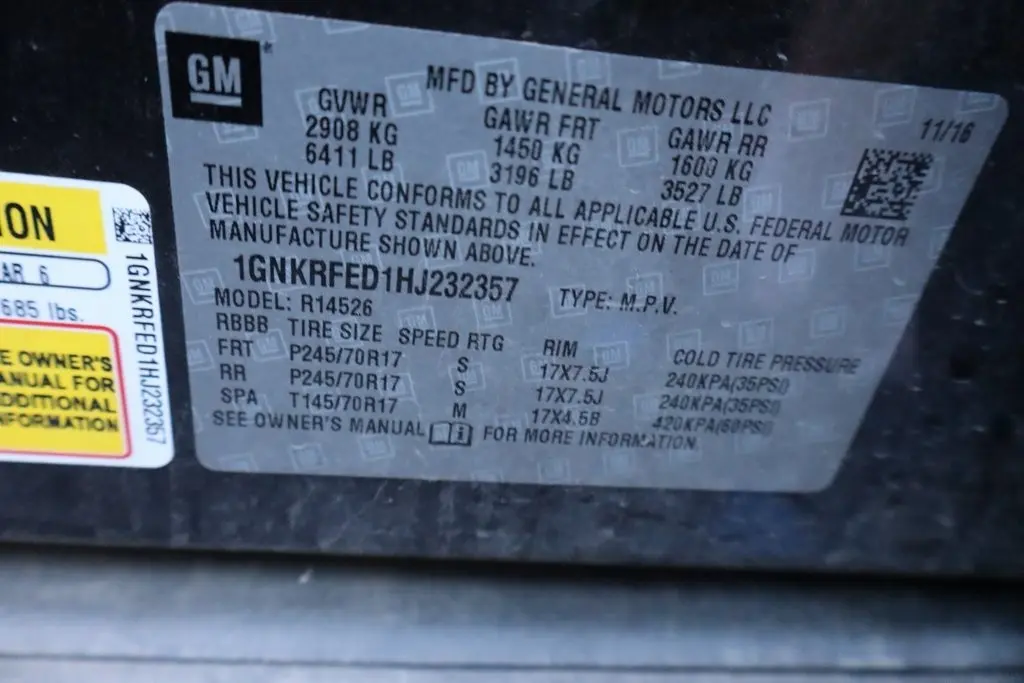 GM
MFD BY GENERAL MOTORS LLC
11/16
GVWR GAWR FRT GAWR RR
2908 KG 1450 KG 1600 KG
6411 LB 3196 LB 3527 LB
THIS VEHICLE CONFORMS TO ALL APPLICABLE U.S. FEDERAL MOTOR
VEHICLE SAFETY STANDARDS IN EFFECT ON THE DATE OF
MANUFACTURE SHOWN ABOVE.
1GNKRFED1HJ232357 TYPE: M.P.V.
MODEL: R14526
RBBB TIRE SIZE SPEED RTG RIM COLD TIRE PRESSURE
FRT P245/70R17 S 17X7.5J 240KPA(35PSI)
RR P245/70R17 S 17X7.5J 240KPA(35PSI)
SPA T145/70R17 M 17X4.5B 420KPA(60PSI)
SEE OWNER'S MANUAL i FOR MORE INFORMATION.
ION
AR 6
685 lbs.
E OWNER'S
ANUAL FOR
DDITIONAL
NFORMATION
1GNKRFED1HJ232357